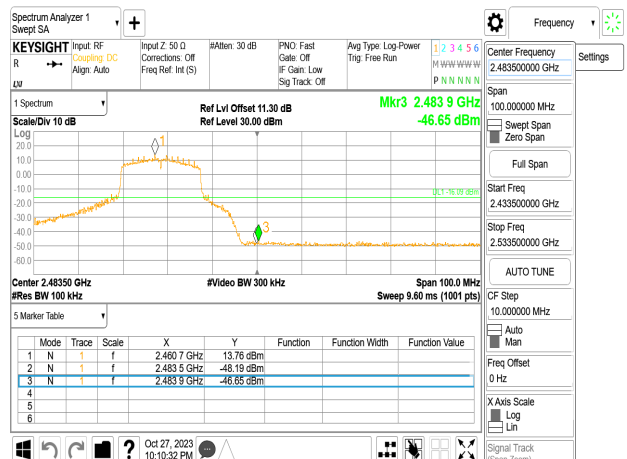 Spectrum Analyzer 1
Swept SA
Frequency
KEYSIGHT
R
LXI
Input: RF
Coupling: DC
Align: Auto
Input Z: 50 Ω
Corrections: Off
Freq Ref: Int (S)
#Atten: 30 dB
PNO: Fast
Gate: Off
IF Gain: Low
Sig Track: Off
Avg Type: Log-Power
Trig: Free Run
1 2 3 4 5 6
M W W W W W
P N N N N N
Center Frequency
2.483500000 GHz
Settings
Span
100.000000 MHz
Swept Span
Zero Span
Full Span
Start Freq
2.433500000 GHz
Stop Freq
2.533500000 GHz
AUTO TUNE
CF Step
10.000000 MHz
Auto
Man
Freq Offset
0 Hz
X Axis Scale
Log
Lin
Signal Track
(Span Zoom)
1 Spectrum
Scale/Div 10 dB
Log
Ref Lvl Offset 11.30 dB
Ref Level 30.00 dBm
Mkr3 2.483 9 GHz
-46.65 dBm
20.0
10.0
0.00
-10.0
-20.0
-30.0
-40.0
-50.0
-60.0
1
3
DL1 -16.09 dBm
Center 2.48350 GHz
#Res BW 100 kHz
#Video BW 300 kHz
Span 100.0 MHz
Sweep 9.60 ms (1001 pts)
5 Marker Table
Mode Trace Scale X Y Function Function Width Function Value
1 N 1 f 2.460 7 GHz 13.76 dBm
2 N 1 f 2.483 5 GHz -48.19 dBm
3 N 1 f 2.483 9 GHz -46.65 dBm
4
5
6
?
Oct 27, 2023
10:10:32 PM